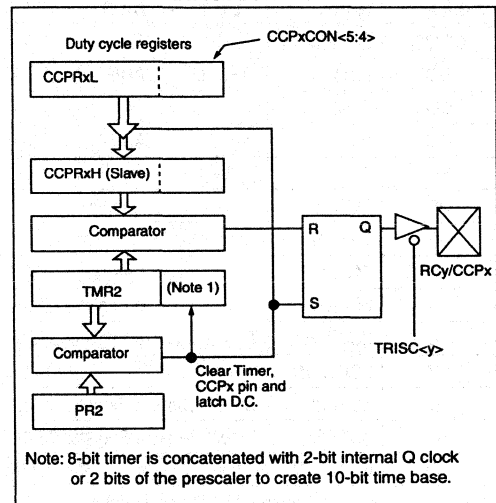 Duty cycle registers
CCPxCON<5:4>
CCPRxL
CCPRxH (Slave)
Comparator
R
Q
S
RCy/CCPx
TMR2
(Note 1)
TRISC<y>
Comparator
Clear Timer,
CCPx pin and
latch D.C.
PR2
Note: 8-bit timer is concatenated with 2-bit internal Q clock
or 2 bits of the prescaler to create 10-bit time base.